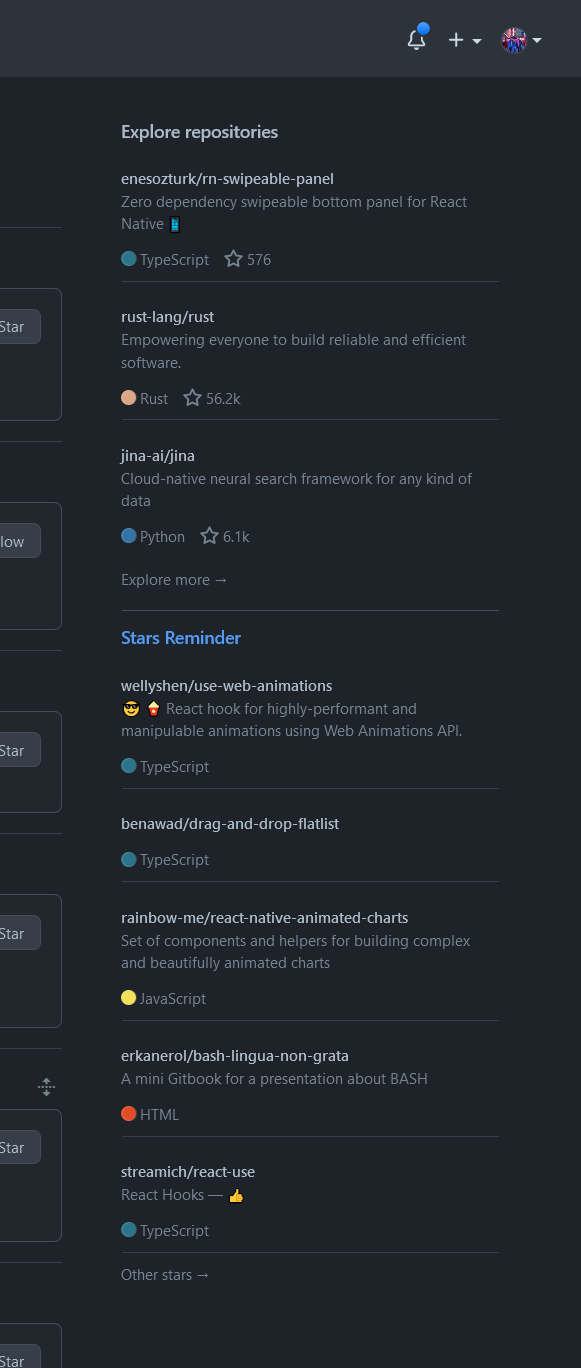 Explore repositories
enesozturk/rn-swipeable-panel
Zero dependency swipeable bottom panel for React
Native 📱
TypeScript 576
Star
rust-lang/rust
Empowering everyone to build reliable and efficient
software.
Rust 56.2k
jina-ai/jina
Cloud-native neural search framework for any kind of
data
Python 6.1k
low
Explore more →
Stars Reminder
wellyshen/use-web-animations
😎 🍿 React hook for highly-performant and
manipulable animations using Web Animations API.
TypeScript
Star
benawad/drag-and-drop-flatlist
TypeScript
rainbow-me/react-native-animated-charts
Set of components and helpers for building complex
and beautifully animated charts
JavaScript
Star
erkanerol/bash-lingua-non-grata
A mini Gitbook for a presentation about BASH
HTML
Star
streamich/react-use
React Hooks — 👍
TypeScript
Other stars →
Star